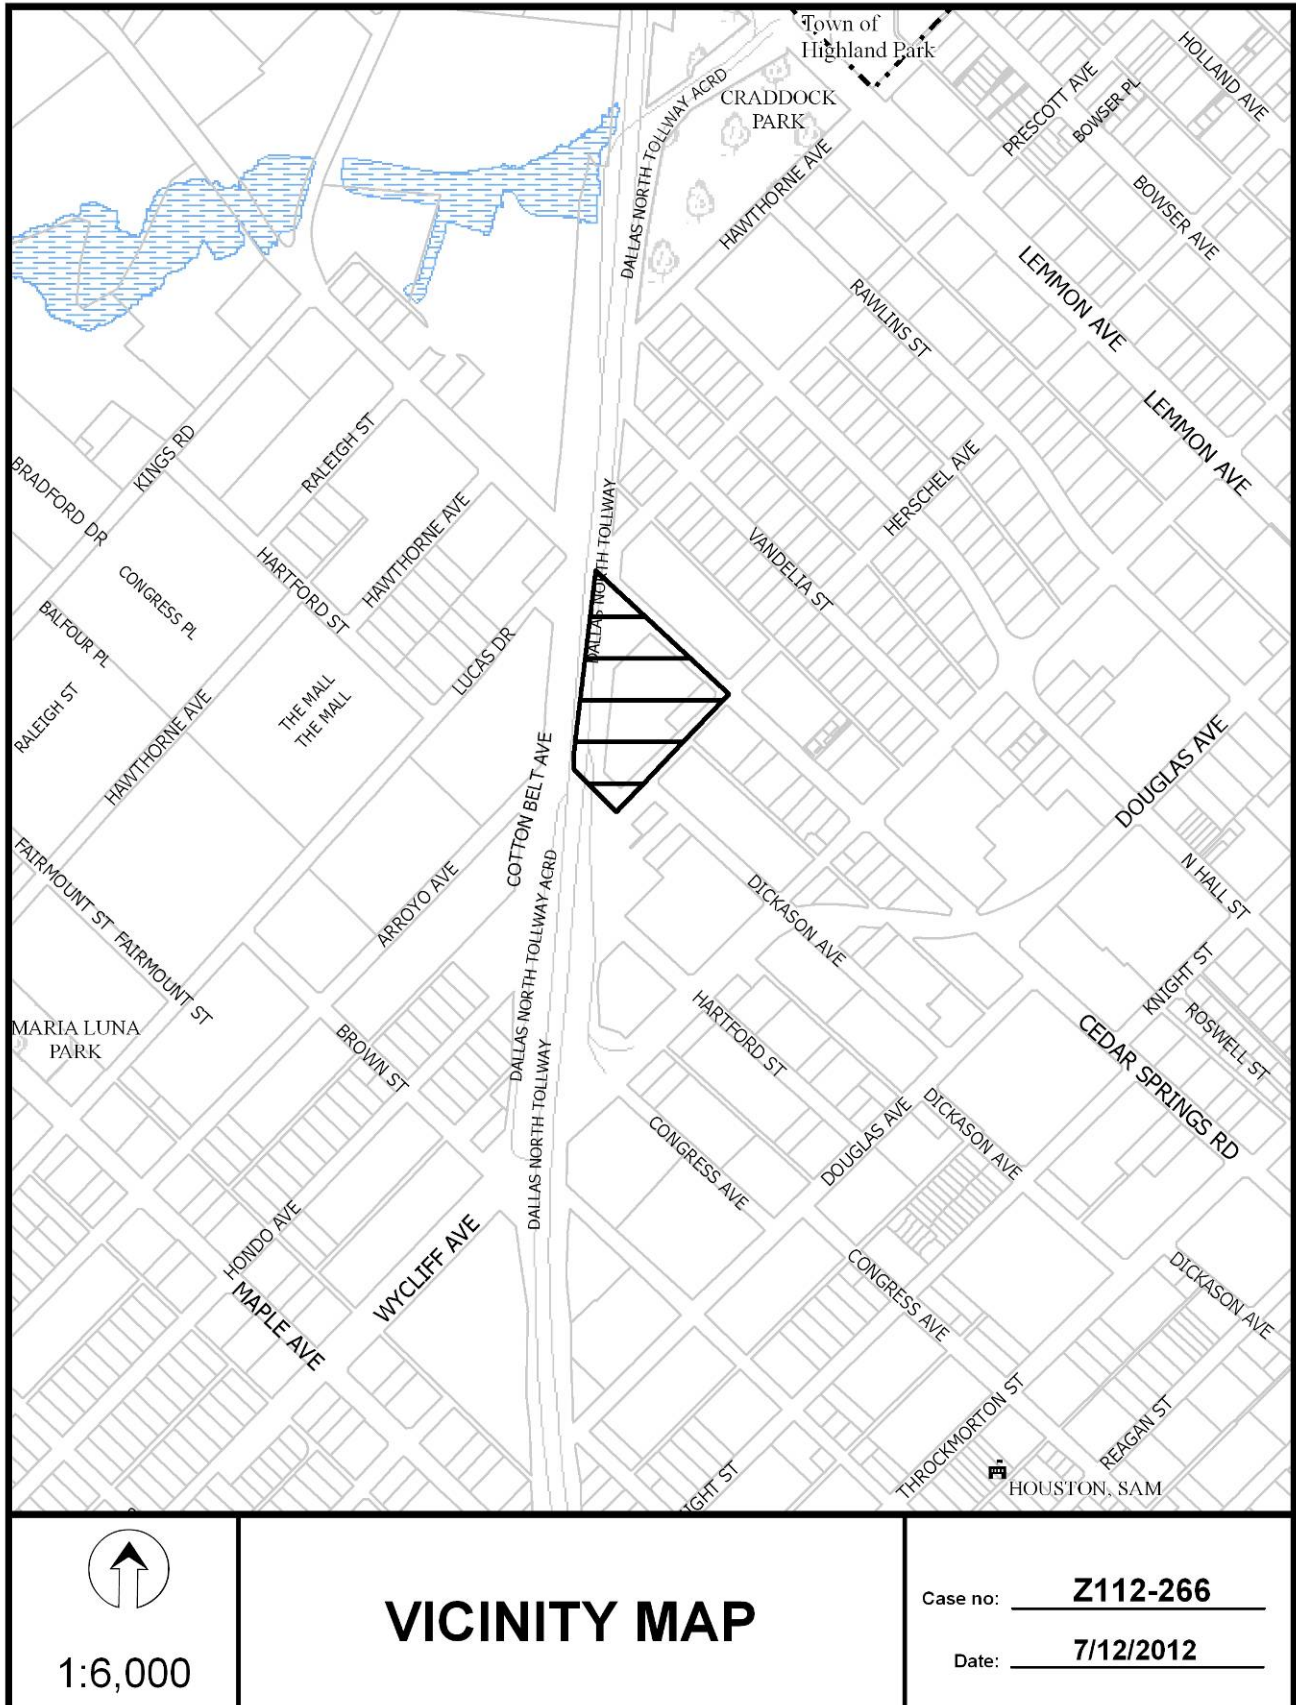 Town of
Highland Park
HOLLAND AVE
PRESCOTT AVE
BOWSER PL
CRADDOCK
PARK
DALLAS NORTH TOLLWAY ACRD
HAWTHORNE AVE
BOWSER AVE
LEMMON AVE
RAWLINS ST
LEMMON AVE
KINGS RD
RALEIGH ST
BRADFORD DR
HERSCHEL AVE
HAWTHORNE AVE
DALLAS NORTH TOLLWAY
VANDELIA ST
HARTFORD ST
CONGRESS PL
BALFOUR PL
LUCAS DR
RALEIGH ST
THE MALL
THE MALL
HAWTHORNE AVE
DOUGLAS AVE
COTTON BELT AVE
FAIRMOUNT ST
FAIRMOUNT ST
ARROYO AVE
DALLAS NORTH TOLLWAY ACRD
DICKASON AVE
N HALL ST
KNIGHT ST
ROSWELL ST
MARIA LUNA
PARK
BROWN ST
HARTFORD ST
CEDAR SPRINGS RD
DALLAS NORTH TOLLWAY
CONGRESS AVE
DOUGLAS AVE
DICKASON AVE
HONDO AVE
WYCLIFF AVE
MAPLE AVE
CONGRESS AVE
DICKASON AVE
THROCKMORTON ST
REAGAN ST
IGHT ST
HOUSTON, SAM
1:6,000
VICINITY MAP
Case no: Z112-266
Date: 7/12/2012